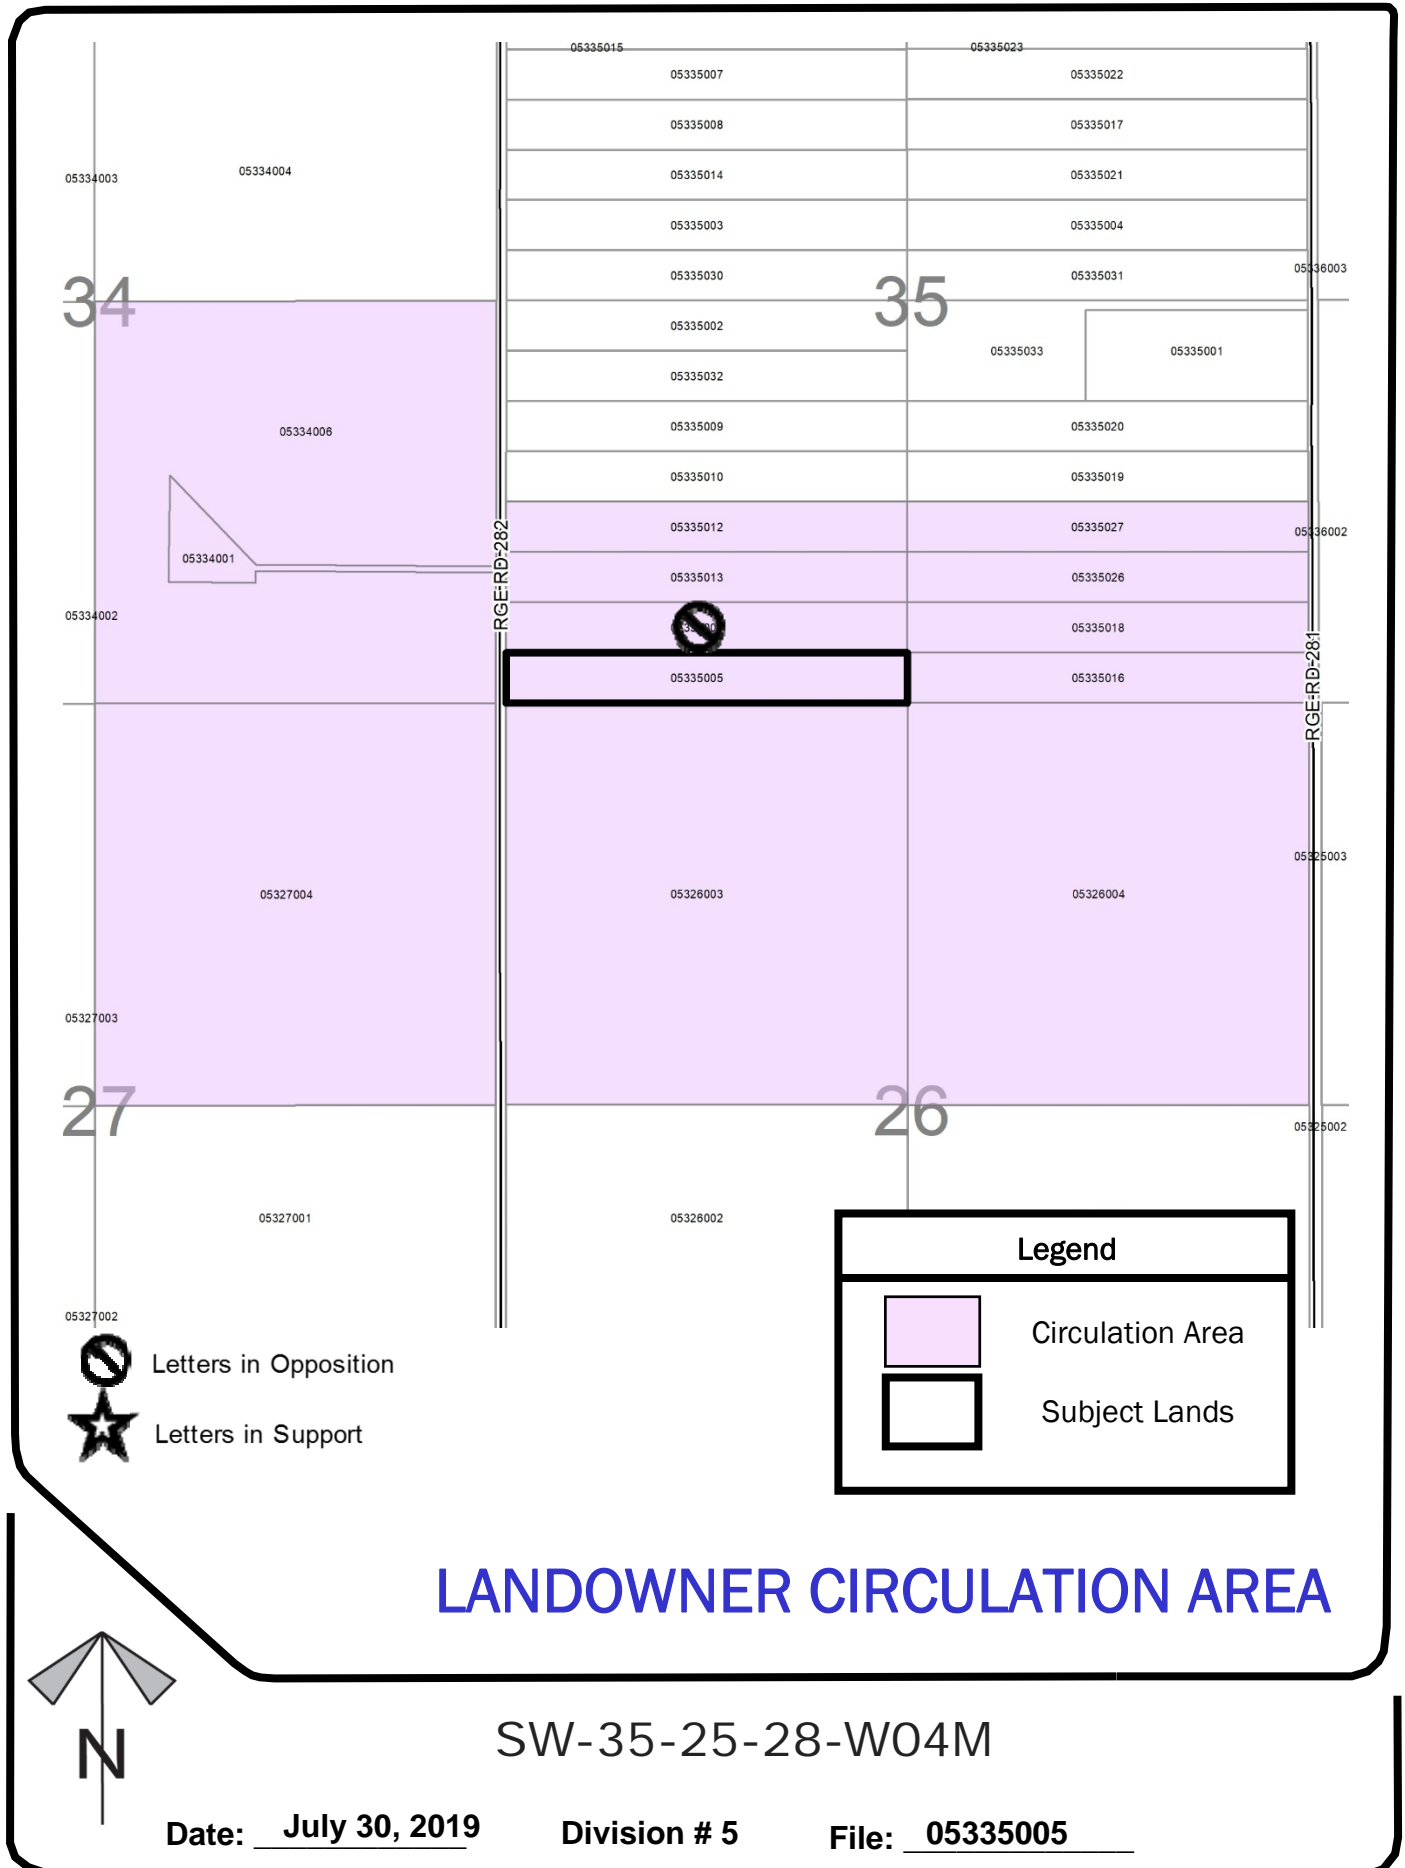 05335015 05335023
05335007 05335022
05335008 05335017
05334003 05334004 05335014 05335021
05335003 05335004
05335030 05335031 05336003
34 35
05335002
05335033 05335001
05335032
05334006 05335009 05335020
05335010 05335019
05335012 05335027 05336002
RGE-RD-282
05334001
05335013 05335026
05334002
05335018
05335005 05335016
RGE-RD-281
05325003
05327004 05326003 05326004
05327003
27 26
05325002
05327001 05326002
Legend
05327002
Circulation Area
Letters in Opposition
Subject Lands
Letters in Support
LANDOWNER CIRCULATION AREA
N
SW-35-25-28-W04M
Date: July 30, 2019 Division # 5 File: 05335005